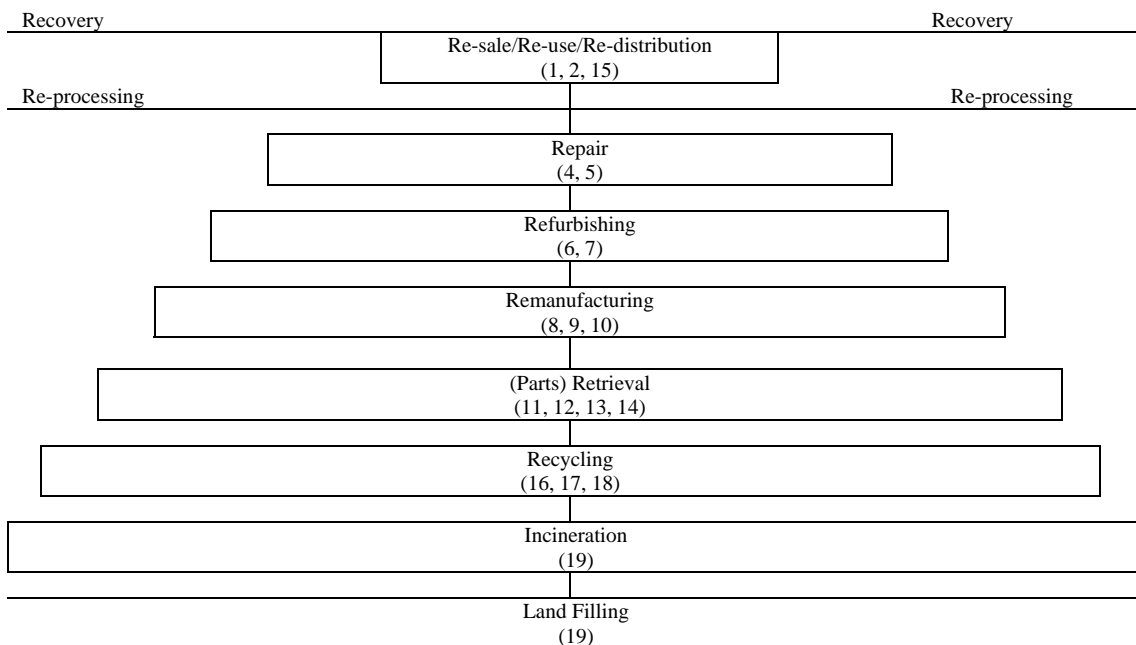 Recovery Recovery
Re-sale/Re-use/Re-distribution
(1, 2, 15)
Re-processing Re-processing
Repair
(4, 5)
Refurbishing
(6, 7)
Remanufacturing
(8, 9, 10)
(Parts) Retrieval
(11, 12, 13, 14)
Recycling
(16, 17, 18)
Incineration
(19)
Land Filling
(19)